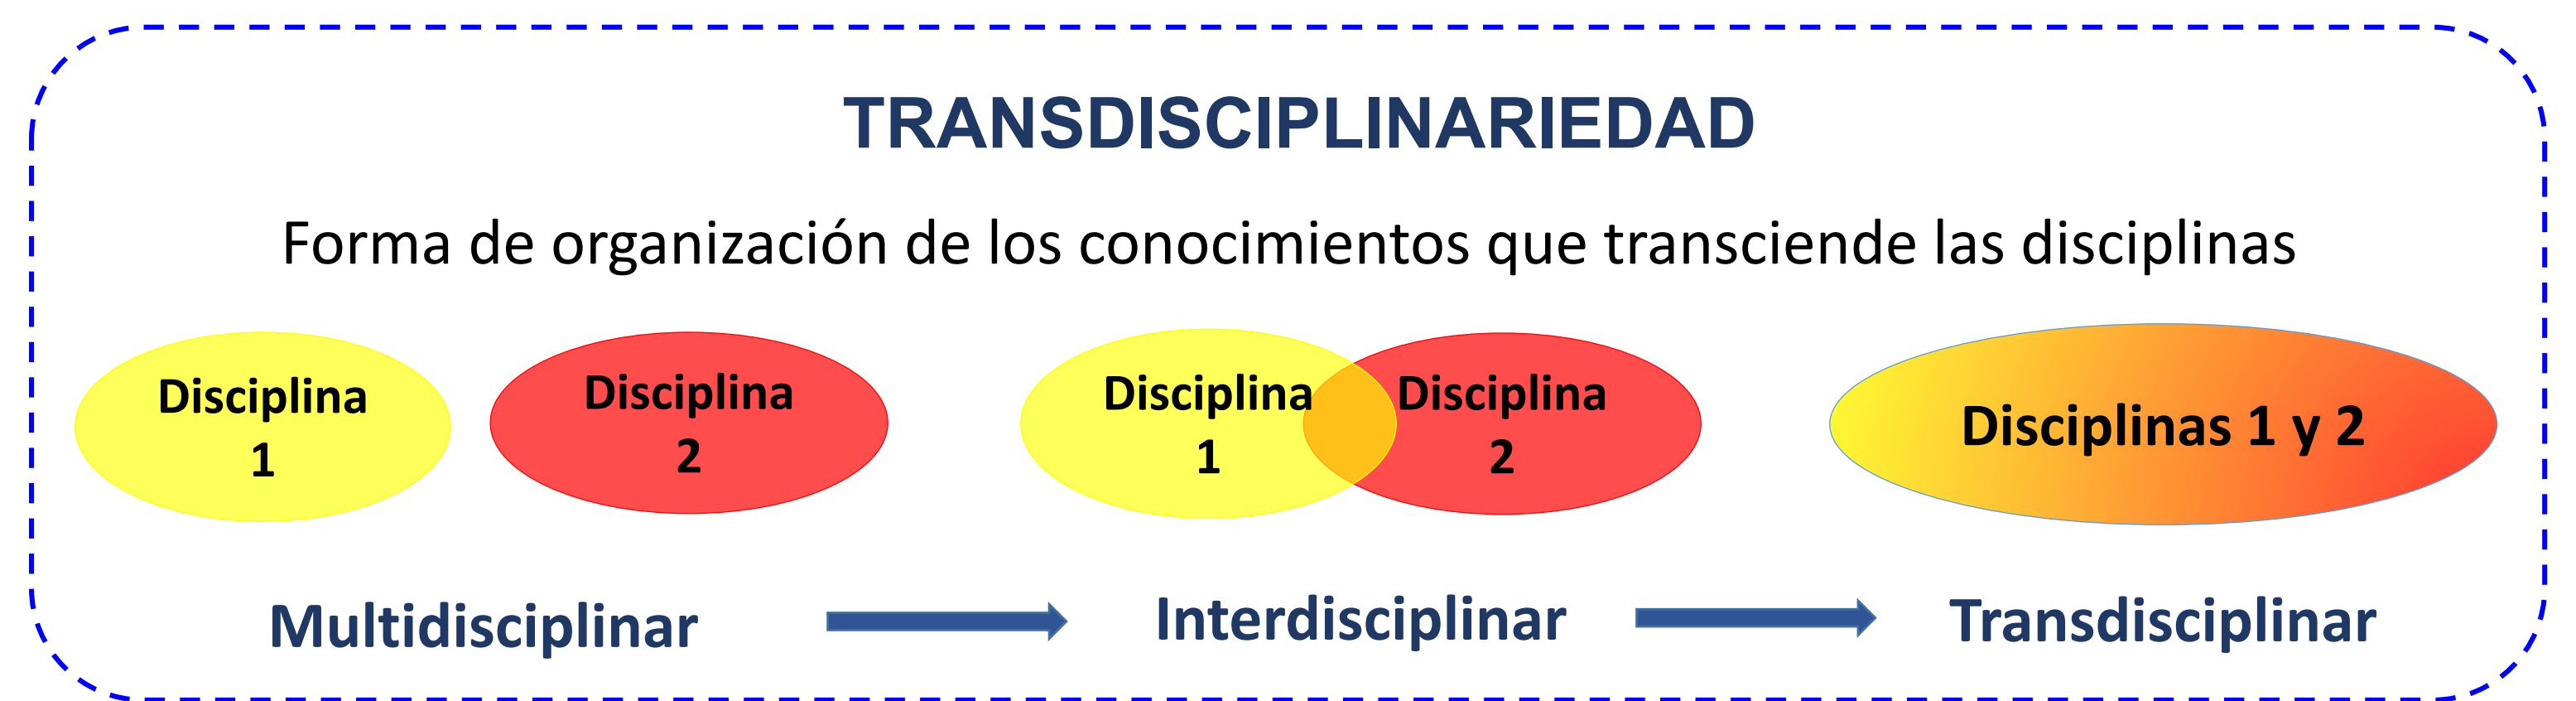 TRANSDISCIPLINARIEDAD
Forma de organización de los conocimientos que transciende las disciplinas
Disciplina
1
Disciplina
2
Disciplina
1
Disciplina
2
Disciplinas 1 y 2
Multidisciplinar
Interdisciplinar
Transdisciplinar